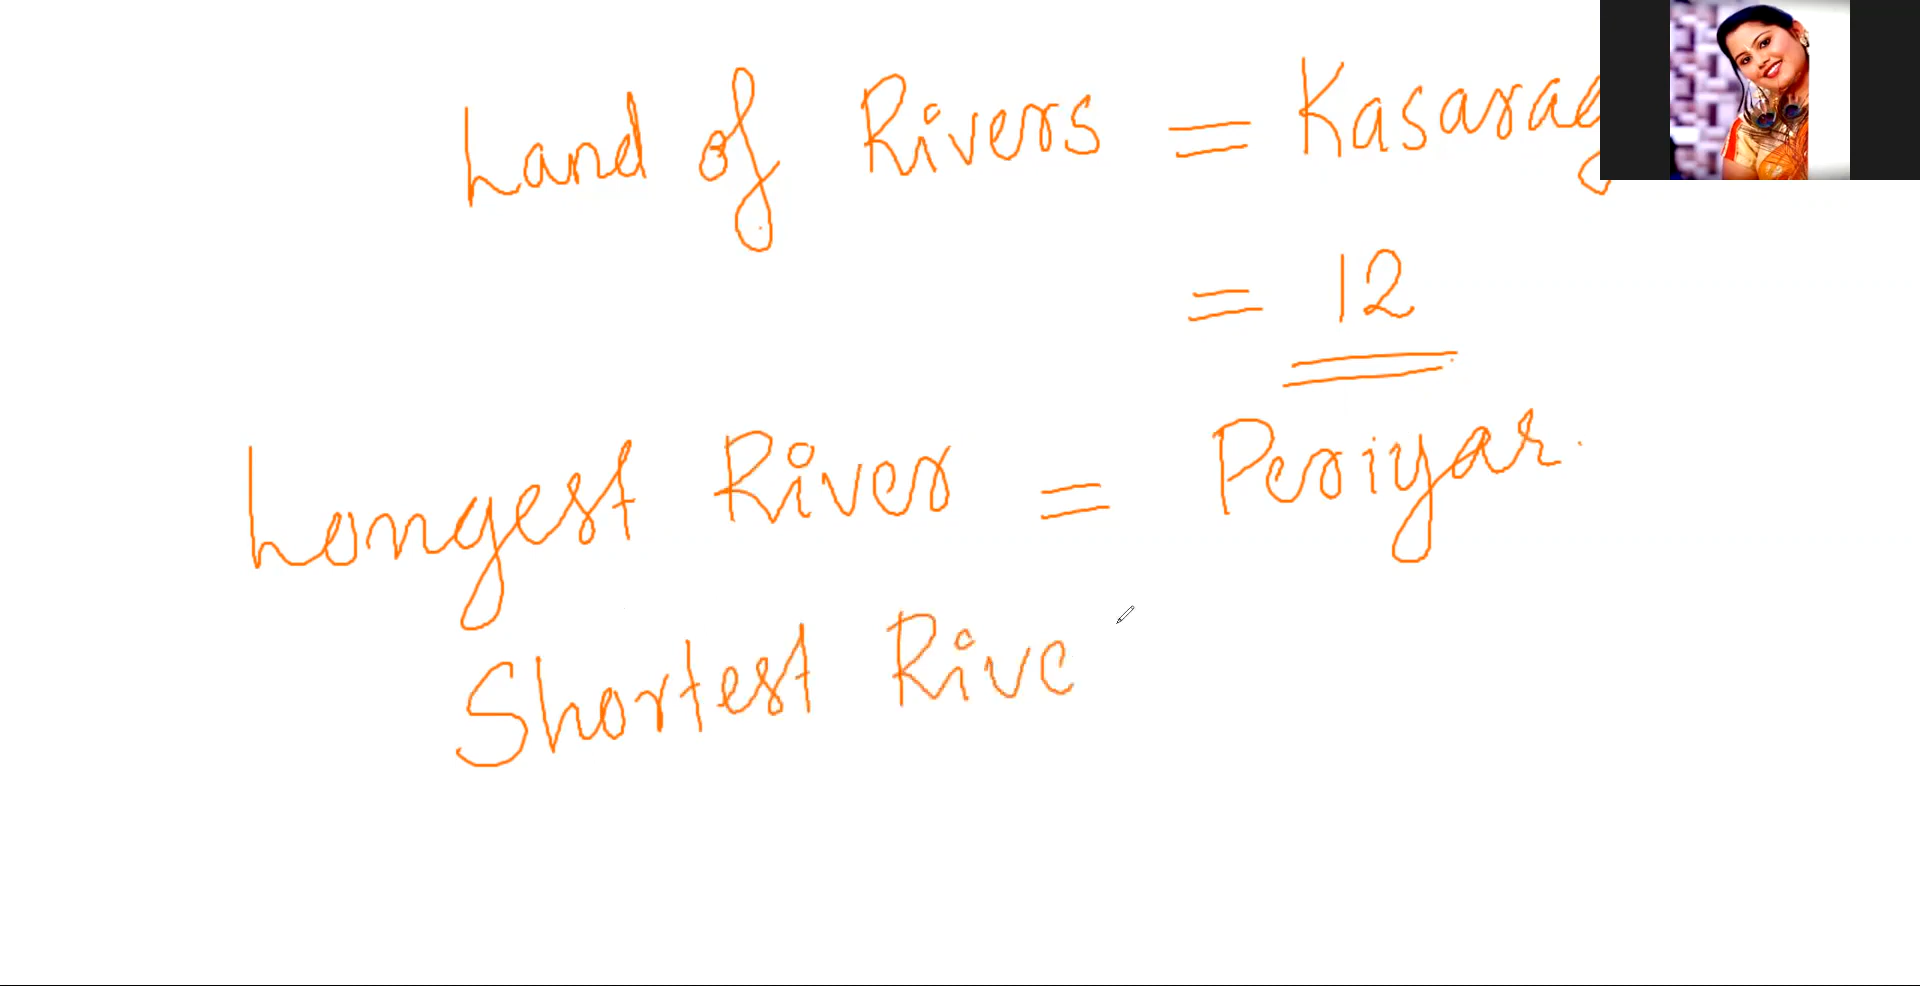 Land of Rivers = Kasarag
= 12
Longest River = Periyar.
Shortest Rive